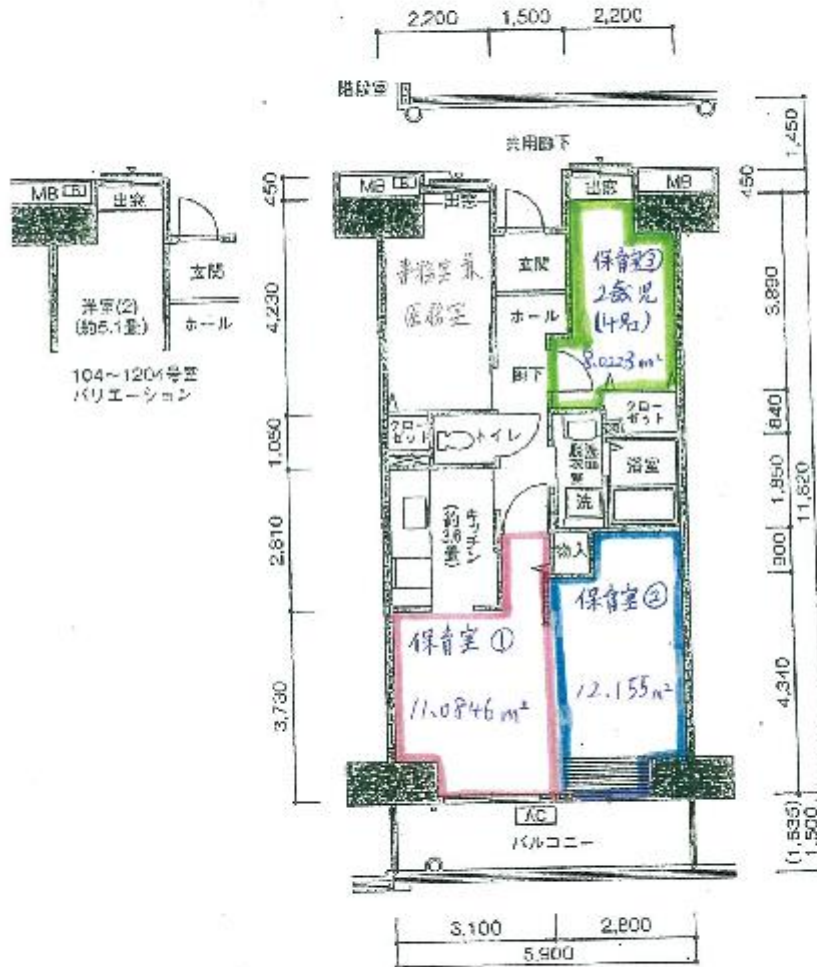 2,200 1,500 2,200
階段室
共用廊下
1,450
450
450
MB
出窓
MB
出窓
出窓
MB
玄関
ホール
洋室(2)
(約5.1畳)
104~1204号室
バリエーション
4,230
事務室兼
医務室
玄関
ホール
廊下
保育室③
2歳児
(4名)
8.0223m²
3,890
クローゼット
トイレ
クローゼット
840
1,050
洗面脱衣室
浴室
洗
1,850
11,820
2,810
キッチン
物入
900
保育室①
11.0846m²
保育室②
12.155m²
3,730
4,340
AC
バルコニー
(1,535)
1,500
3,100 2,800
5,900